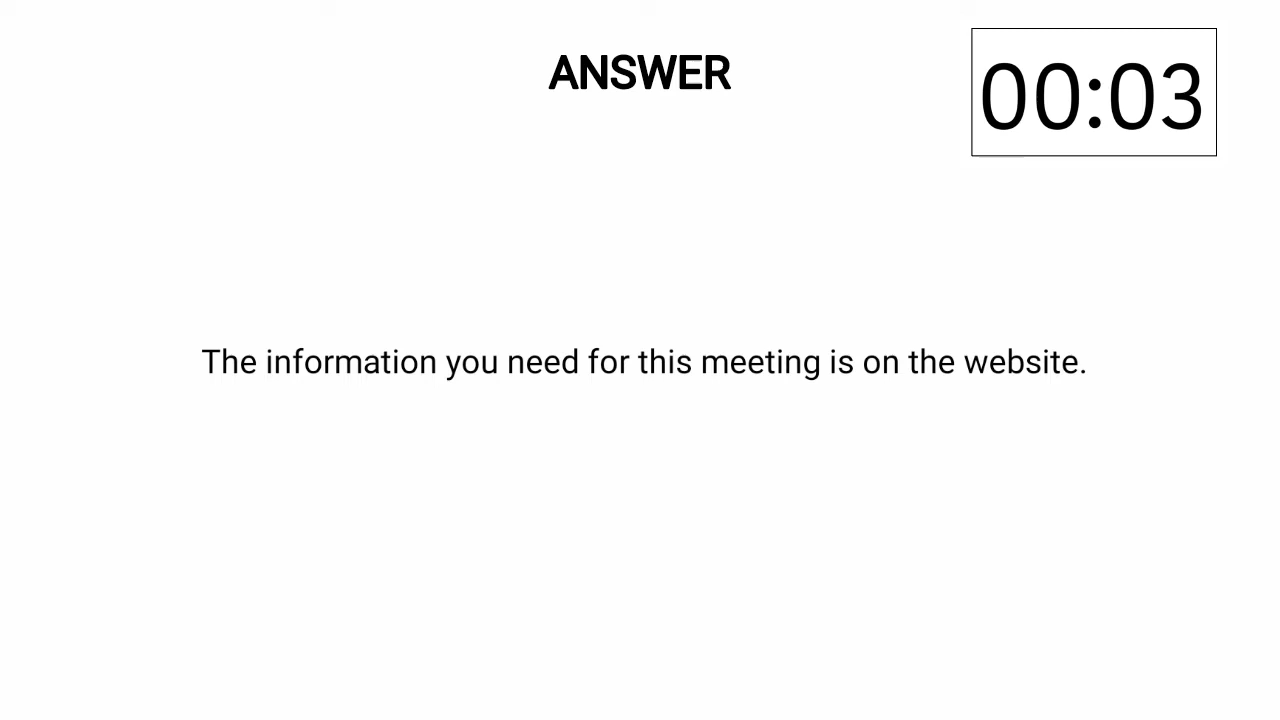 ANSWER
00:03
The information you need for this meeting is on the website.